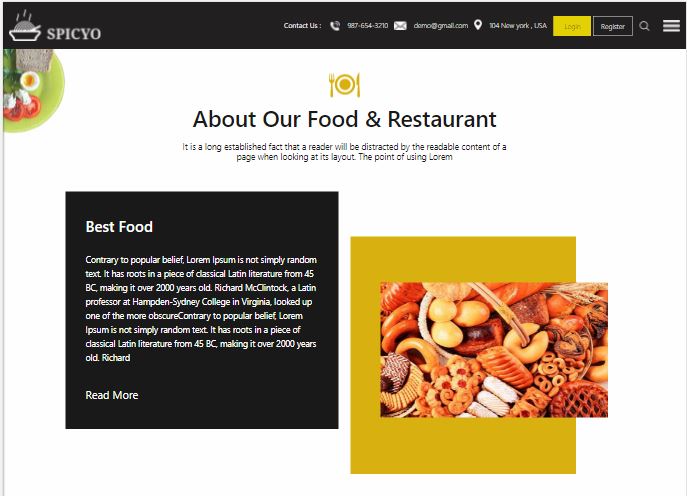 SPICYO
Contact Us : 987-654-3210 demo@gmail.com 104 New york , USA Login Register
About Our Food & Restaurant
It is a long established fact that a reader will be distracted by the readable content of a
page when looking at its layout. The point of using Lorem
Best Food
Contrary to popular belief, Lorem Ipsum is not simply random
text. It has roots in a piece of classical Latin literature from 45
BC, making it over 2000 years old. Richard McClintock, a Latin
professor at Hampden-Sydney College in Virginia, looked up
one of the more obscureContrary to popular belief, Lorem
Ipsum is not simply random text. It has roots in a piece of
classical Latin literature from 45 BC, making it over 2000 years
old. Richard
Read More